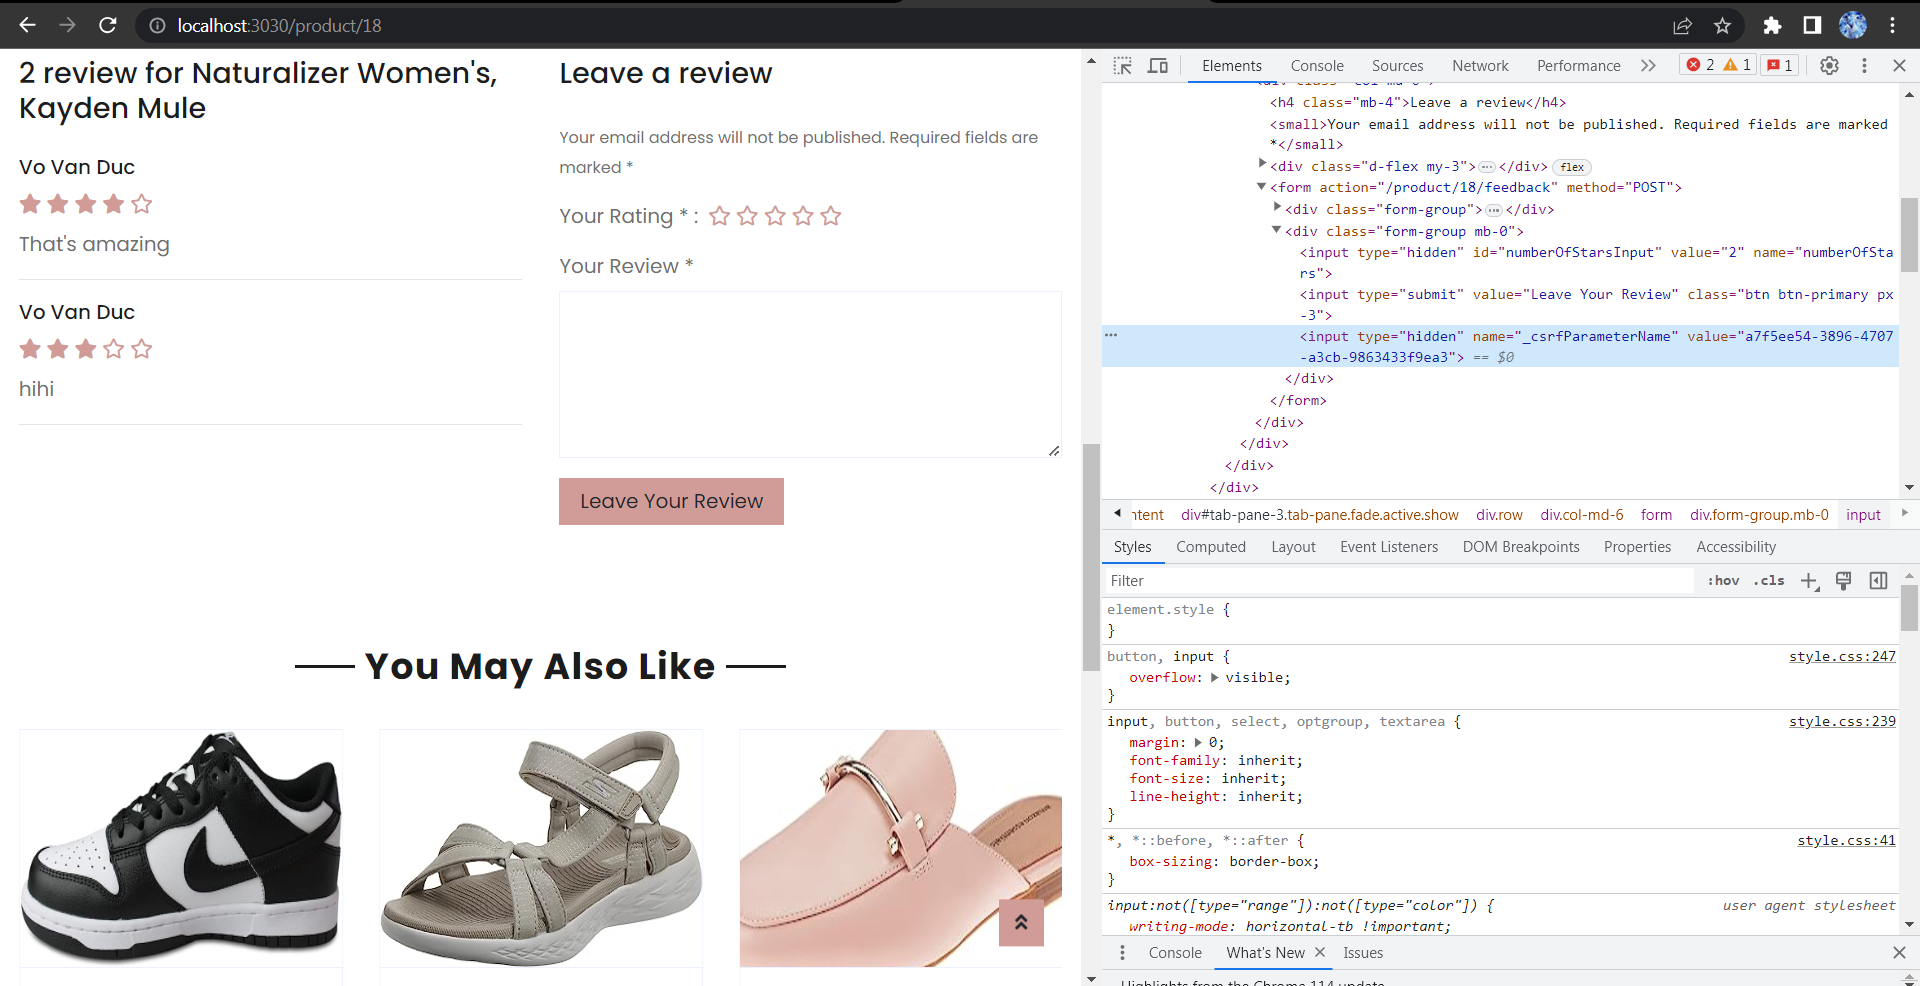 localhost:3030/product/18
2 review for Naturalizer Women's,
Kayden Mule
Vo Van Duc
That's amazing
Vo Van Duc
hihi
Leave a review
Your email address will not be published. Required fields are
marked *
Your Rating * :
Your Review *
Leave Your Review
You May Also Like
Elements Console Sources Network Performance 2 1 1
<h4 class="mb-4">Leave a review</h4>
<small>Your email address will not be published. Required fields are marked
*</small>
<div class="d-flex my-3"> </div> flex
<form action="/product/18/feedback" method="POST">
<div class="form-group"> </div>
<div class="form-group mb-0">
<input type="hidden" id="numberOfStarsInput" value="2" name="numberOfSta
rs">
<input type="submit" value="Leave Your Review" class="btn btn-primary px
-3">
<input type="hidden" name="_csrfParameterName" value="a7f5ee54-3896-4707
-a3cb-9863433f9ea3"> == $0
</div>
</form>
</div>
</div>
</div>
</div>
ntent div#tab-pane-3.tab-pane.fade.active.show div.row div.col-md-6 form div.form-group.mb-0 input
Styles Computed Layout Event Listeners DOM Breakpoints Properties Accessibility
Filter :hov .cls
element.style {
}
button, input { style.css:247
overflow: visible;
}
input, button, select, optgroup, textarea { style.css:239
margin: 0;
font-family: inherit;
font-size: inherit;
line-height: inherit;
}
*, *::before, *::after { style.css:41
box-sizing: border-box;
}
input:not([type="range"]):not([type="color"]) { user agent stylesheet
writing-mode: horizontal-tb !important;
Console What's New Issues
Highlights from the Chrome 114 update